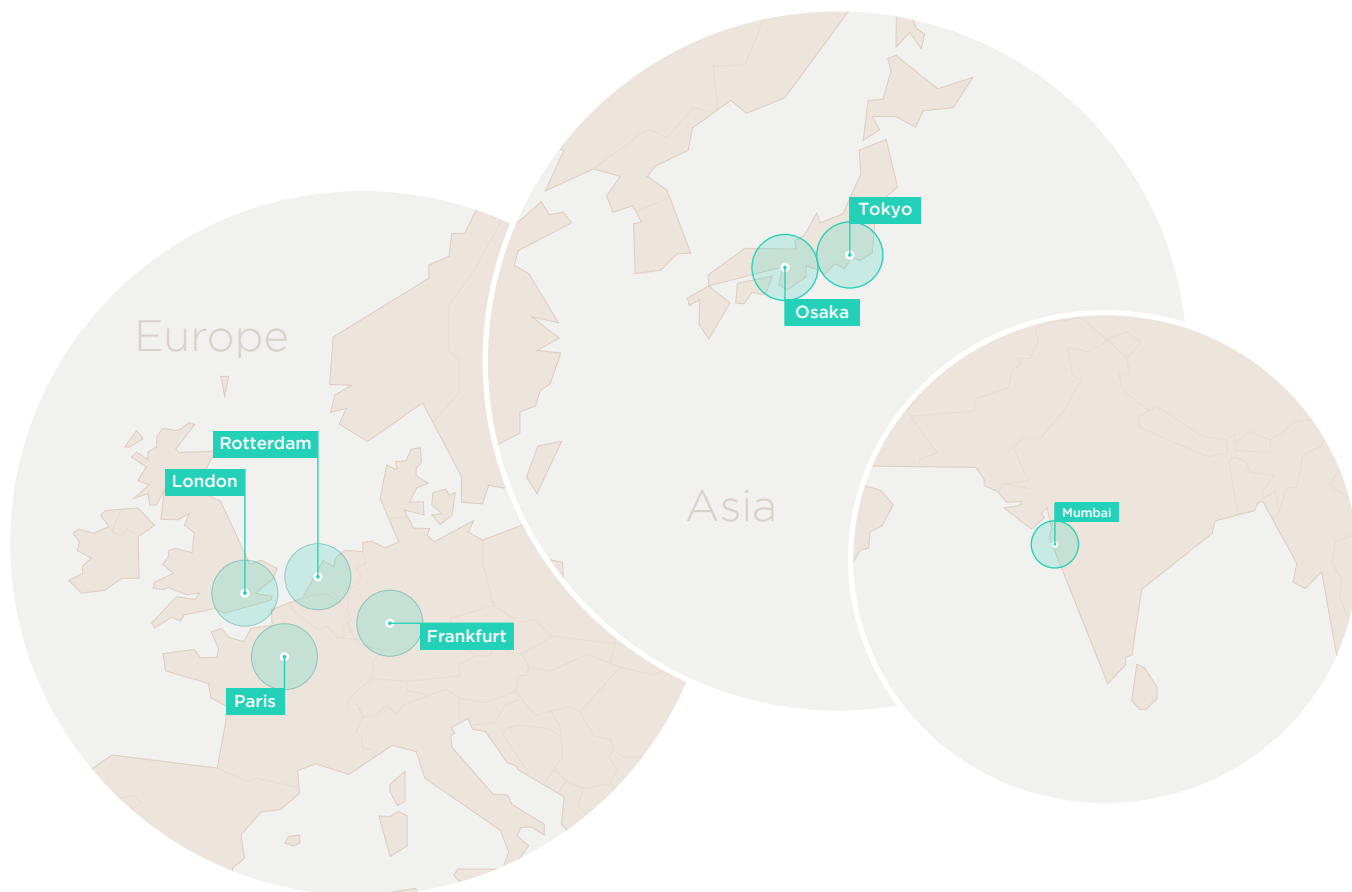 Europe
Rotterdam
London
Frankfurt
Paris
Tokyo
Osaka
Asia
Mumbai